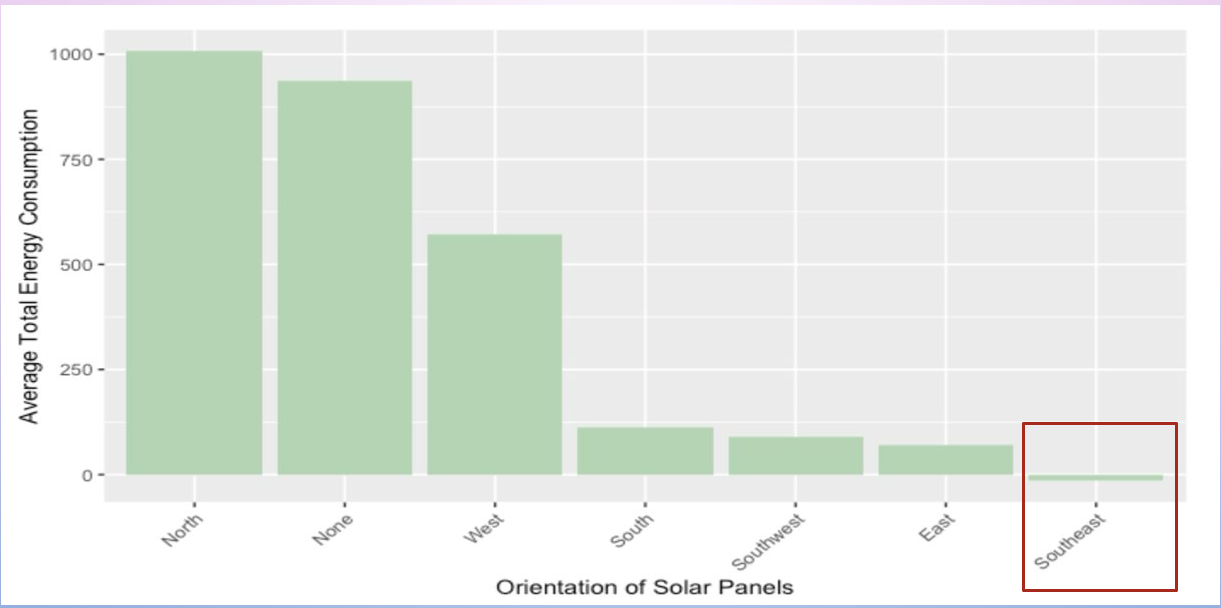 Average Total Energy Consumption
1000
750
500
250
0
North
None
West
South
Southwest
East
Southeast
Orientation of Solar Panels